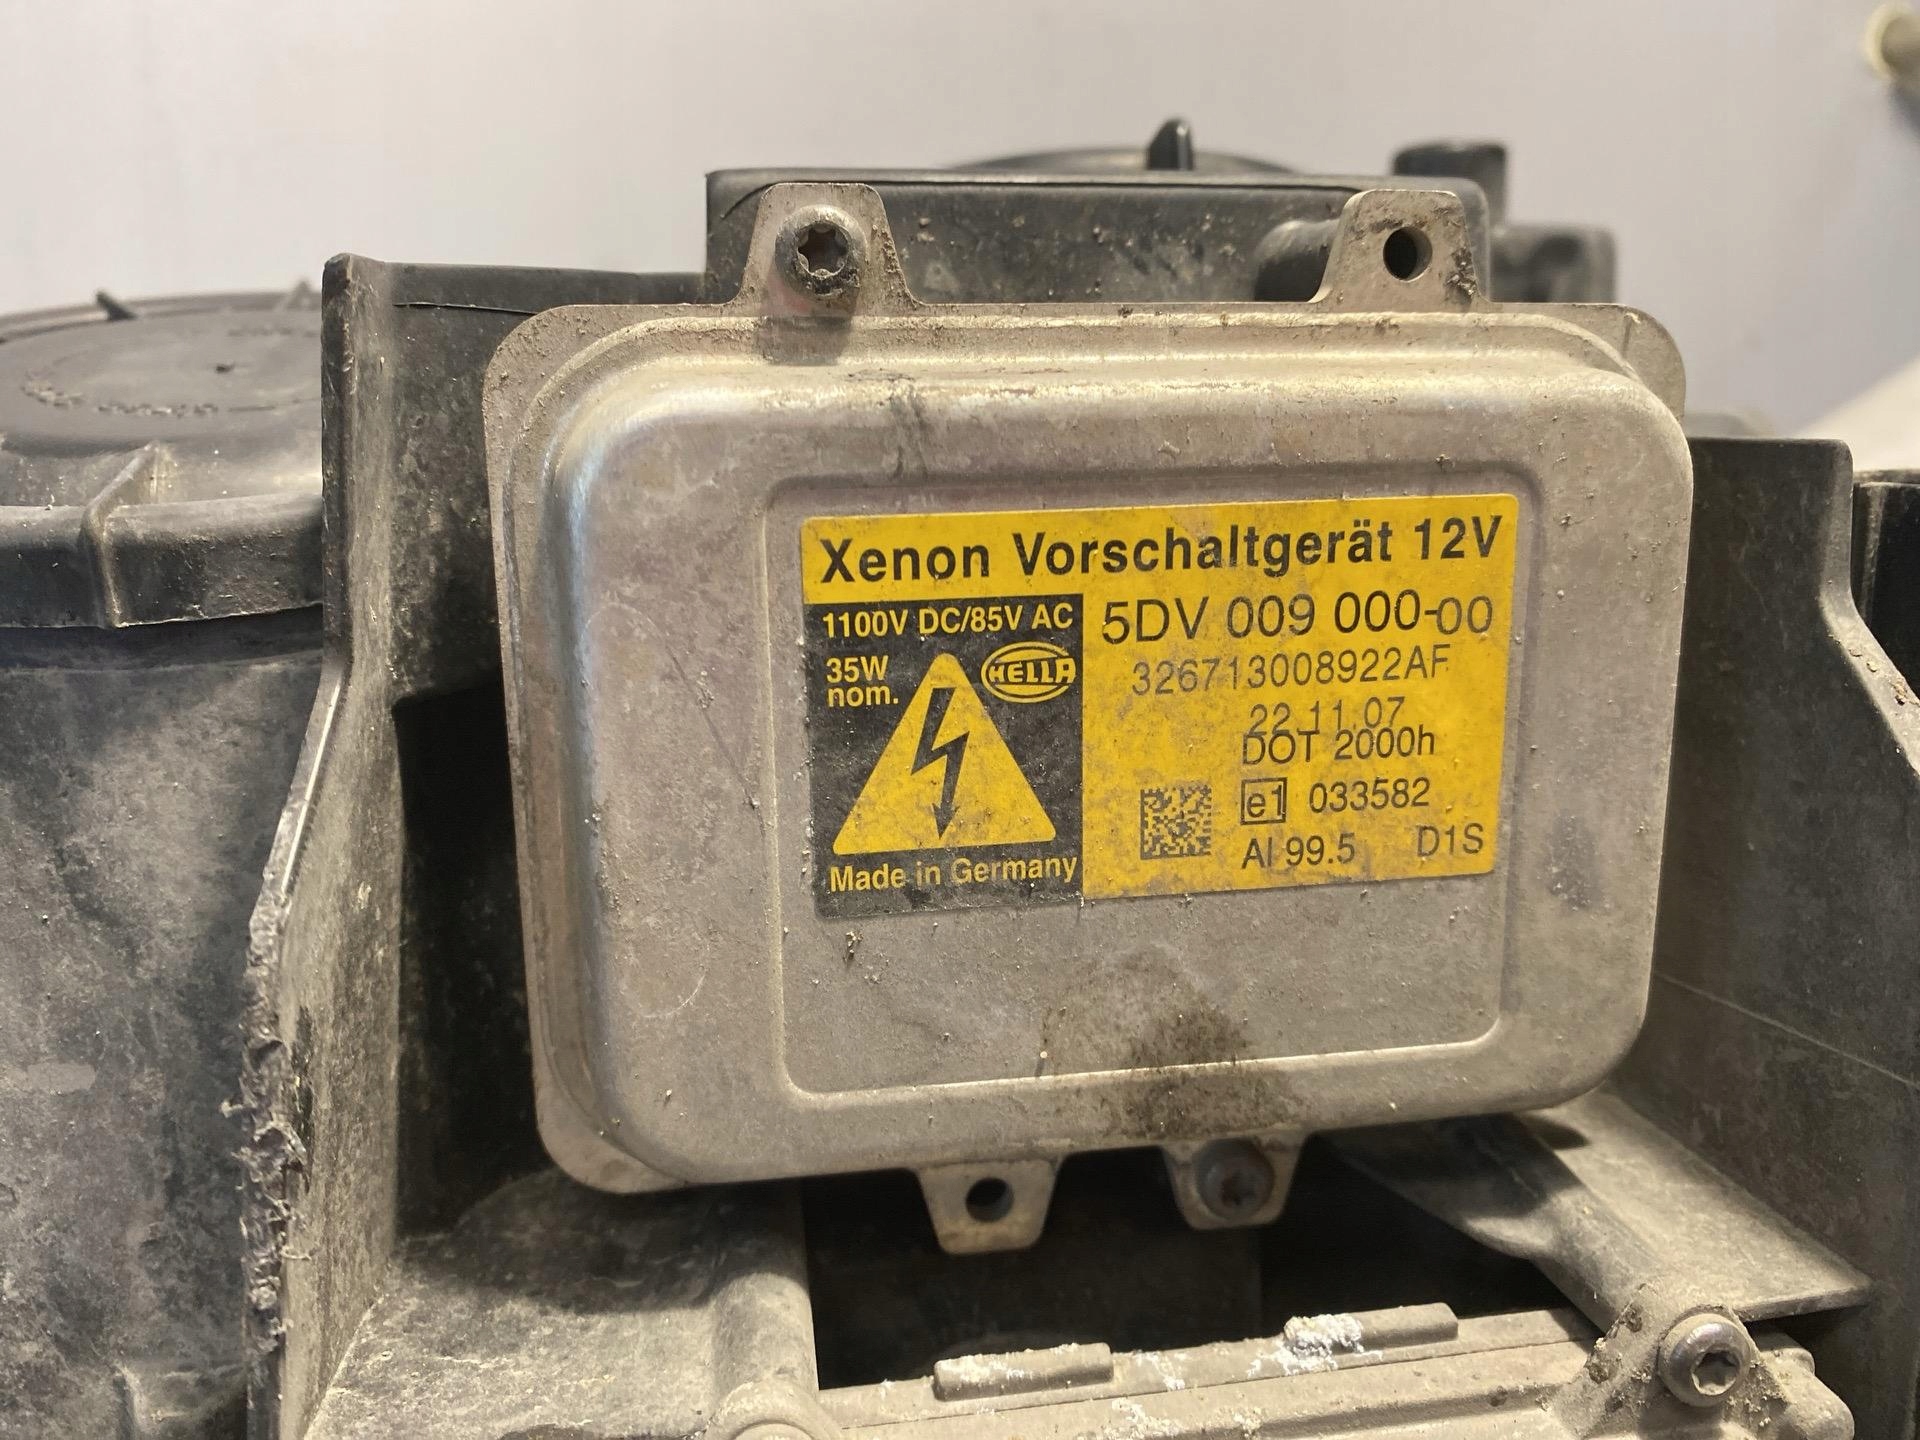 Xenon Vorschaltgerät 12V
1100V DC/85V AC
35W
nom.
HELLA
Made in Germany
5DV 009 000-00
326713008922AF
22.11.07
DOT 2000h
e1 033582
Al 99.5 D1S